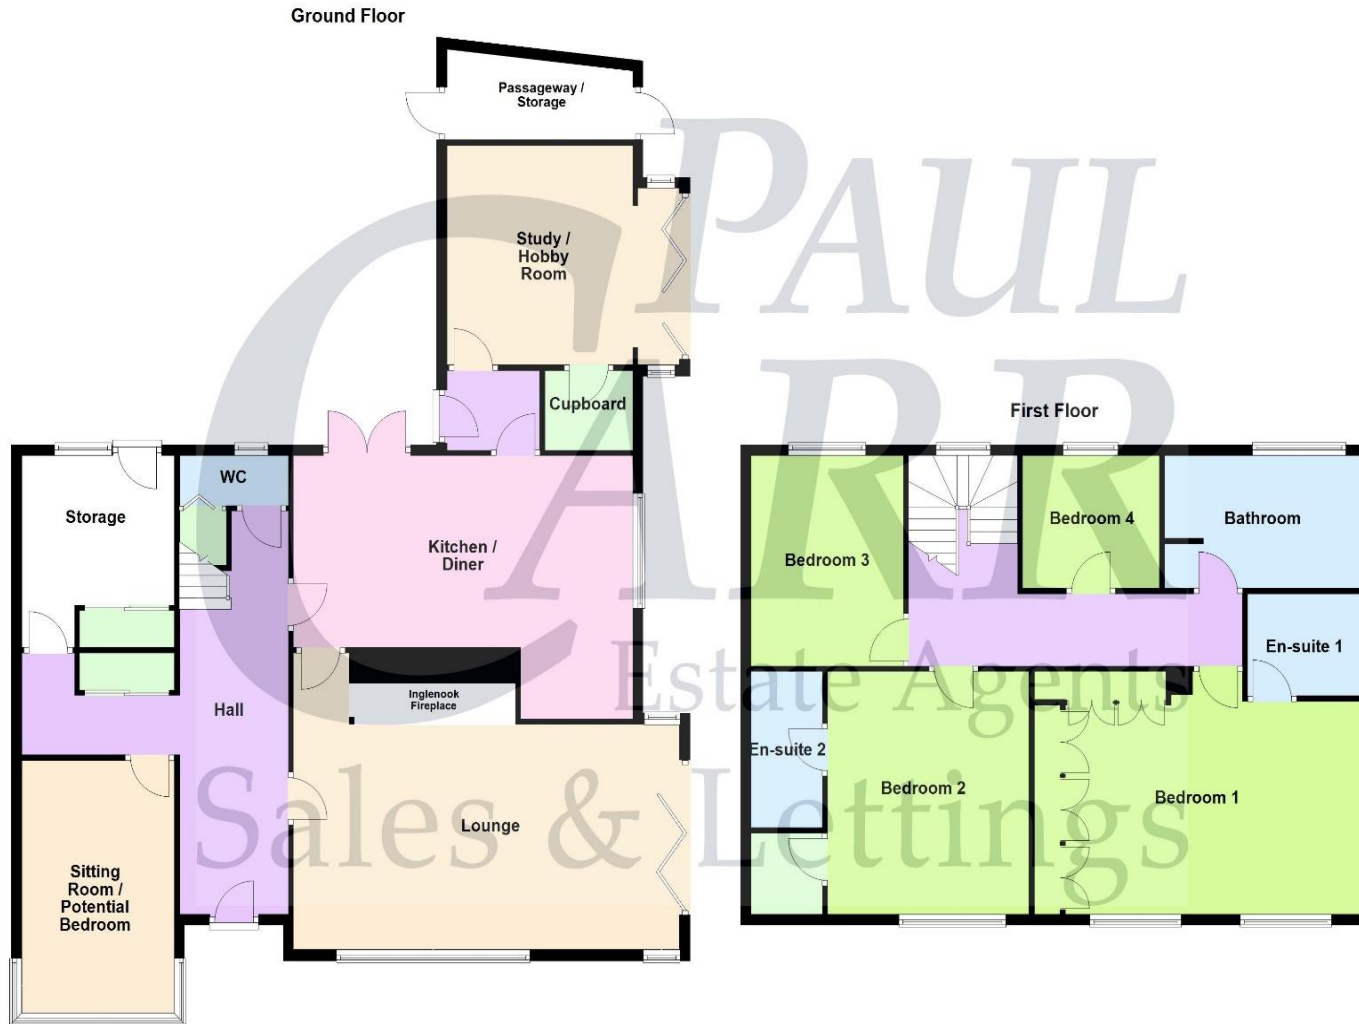 Ground Floor
Passageway /
Storage
Study /
Hobby
Room
Cupboard
WC
Storage
Kitchen /
Diner
Inglenook
Fireplace
Hall
Lounge
Sitting
Room /
Potential
Bedroom
First Floor
Bedroom 4
Bathroom
Bedroom 3
En-suite 1
En-suite 2
Bedroom 2
Bedroom 1
PAUL
CARR
Estate Agents
Sales & Lettings